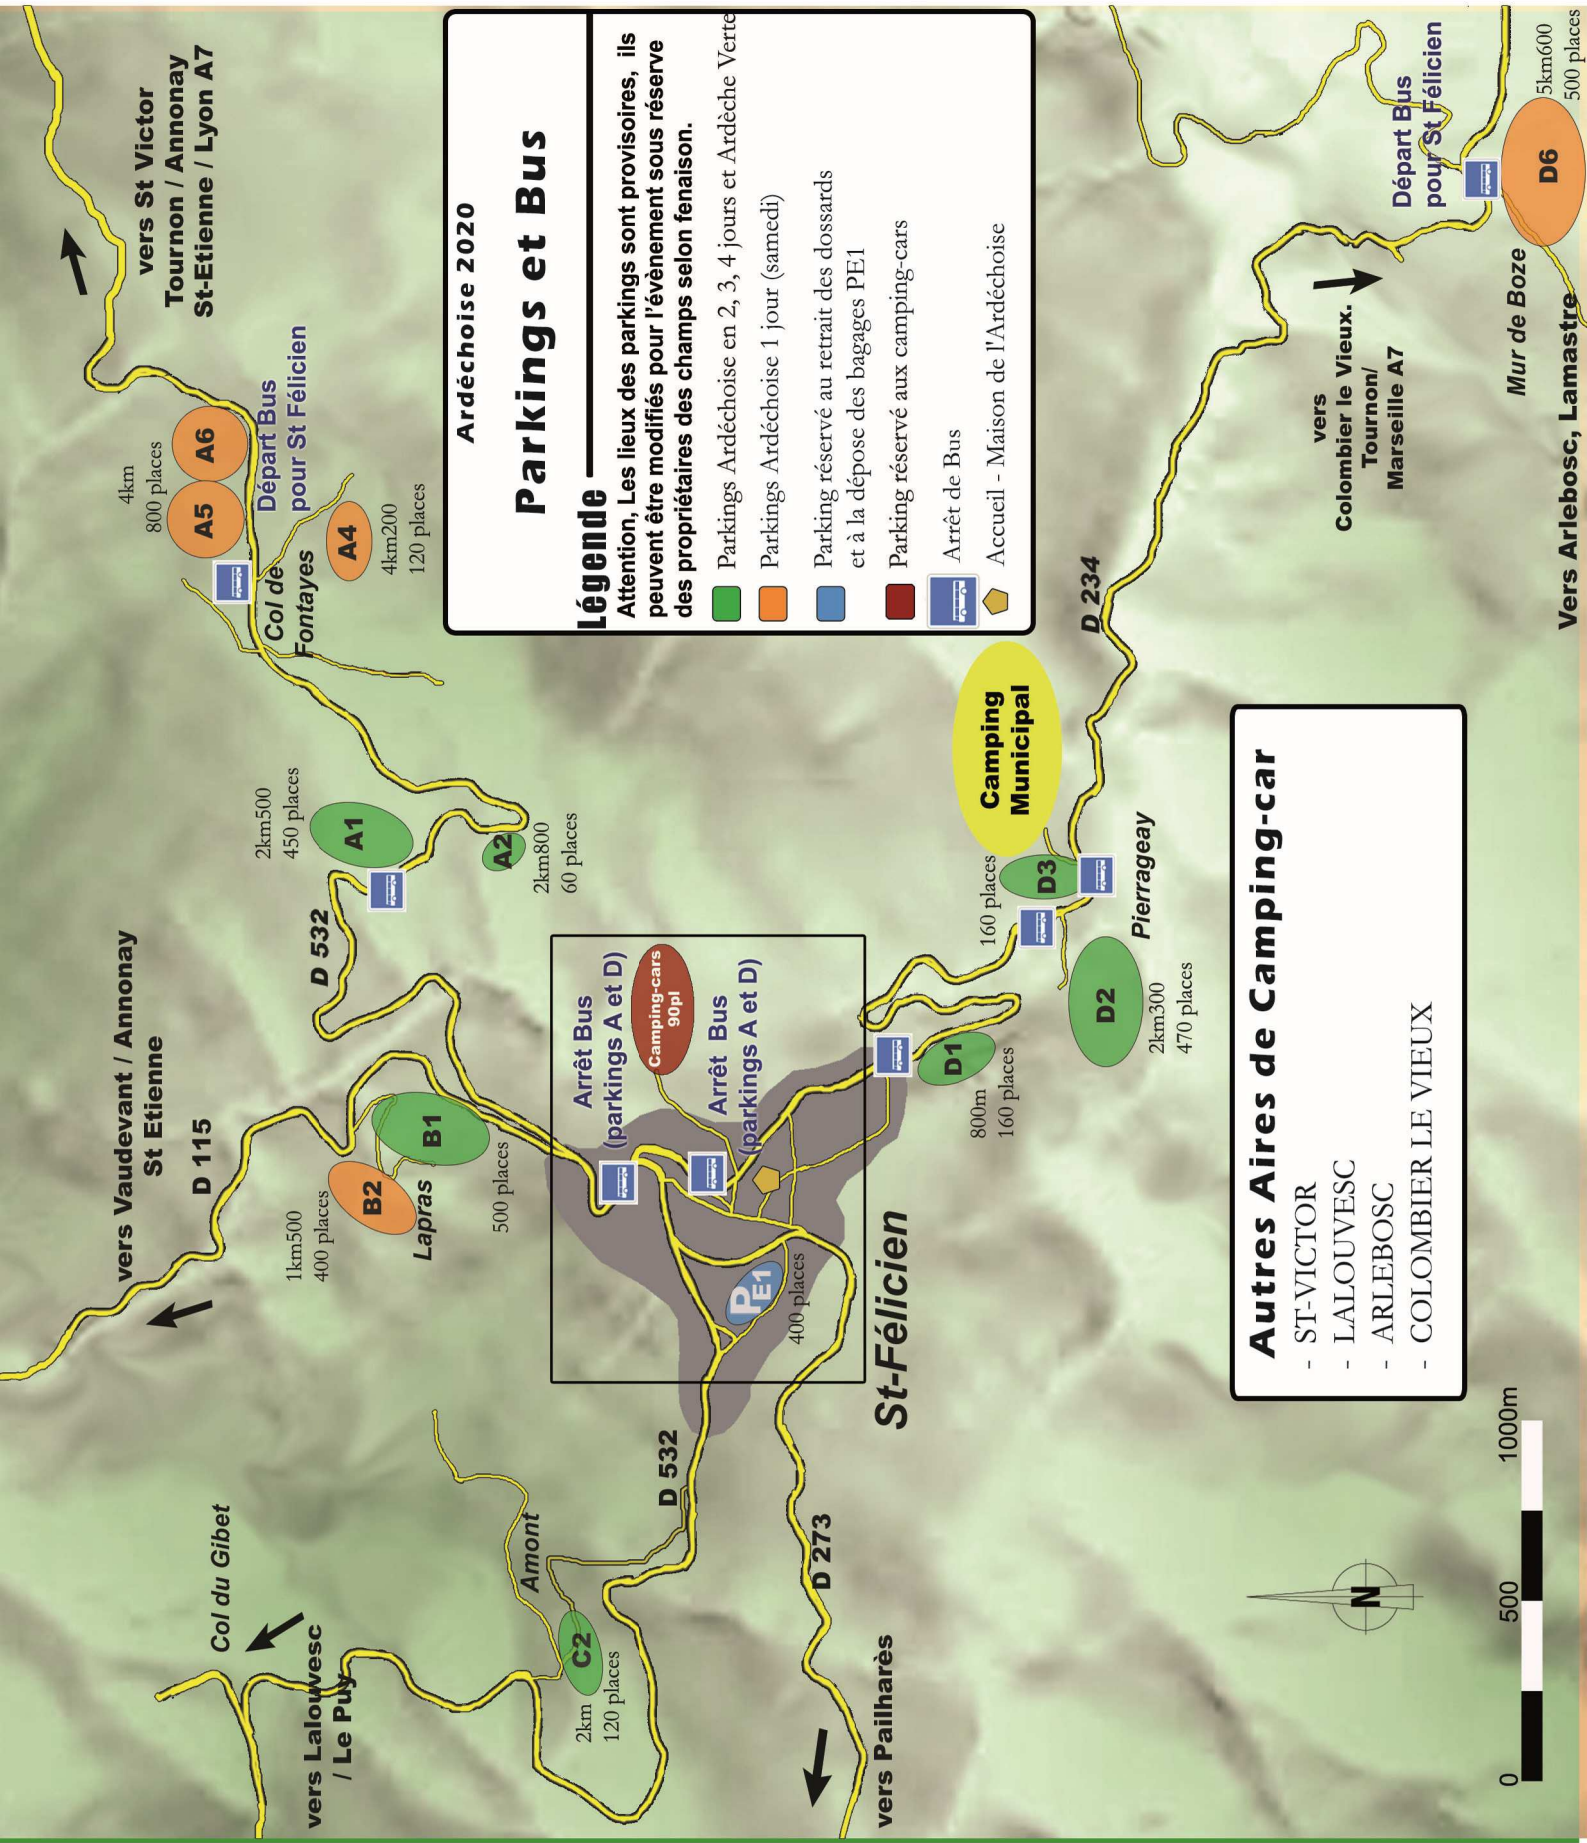 Ardéchoise 2020
Parkings et Bus
Légende
Attention, Les lieux des parkings sont provisoires, ils
peuvent être modifiés pour l'évènement sous réserve
des propriétaires des champs selon fenaison.
Parkings Ardéchoise en 2, 3, 4 jours et Ardèche Verte
Parkings Ardéchoise 1 jour (samedi)
Parking réservé au retrait des dossards
et à la dépose des bagages PE1
Parking réservé aux camping-cars
Arrêt de Bus
Accueil - Maison de l'Ardéchoise
vers St Victor
Tournon / Annonay
St-Etienne / Lyon A7
4km
800 places
A5
A6
Départ Bus
pour St Félicien
A4
4km200
120 places
Col de
Fontayes
2km500
450 places
A1
A2
2km800
60 places
D 532
vers Vaudevant / Annonay
St Etienne
D 115
1km500
400 places
B2
B1
Lapras
500 places
Arrêt Bus
(parkings A et D)
Camping-cars
90pl
Arrêt Bus
(parkings A et D)
PE1
400 places
St-Félicien
D1
800m
160 places
D2
2km300
470 places
160 places
D3
Pierrageay
Camping
Municipal
D 234
vers
Colombier le Vieux.
Tournon/
Marseille A7
Départ Bus
pour St Félicien
D6
5km600
500 places
Mur de Boze
Vers Arlebosc, Lamastre
Col du Gibet
vers Lalouvesc
/ Le Puy
Amont
C2
2km
120 places
D 532
D 273
vers Pailharès
Autres Aires de Camping-car
- ST-VICTOR
- LALOUVESC
- ARLEBOSC
- COLOMBIER LE VIEUX
N
0 500 1000m